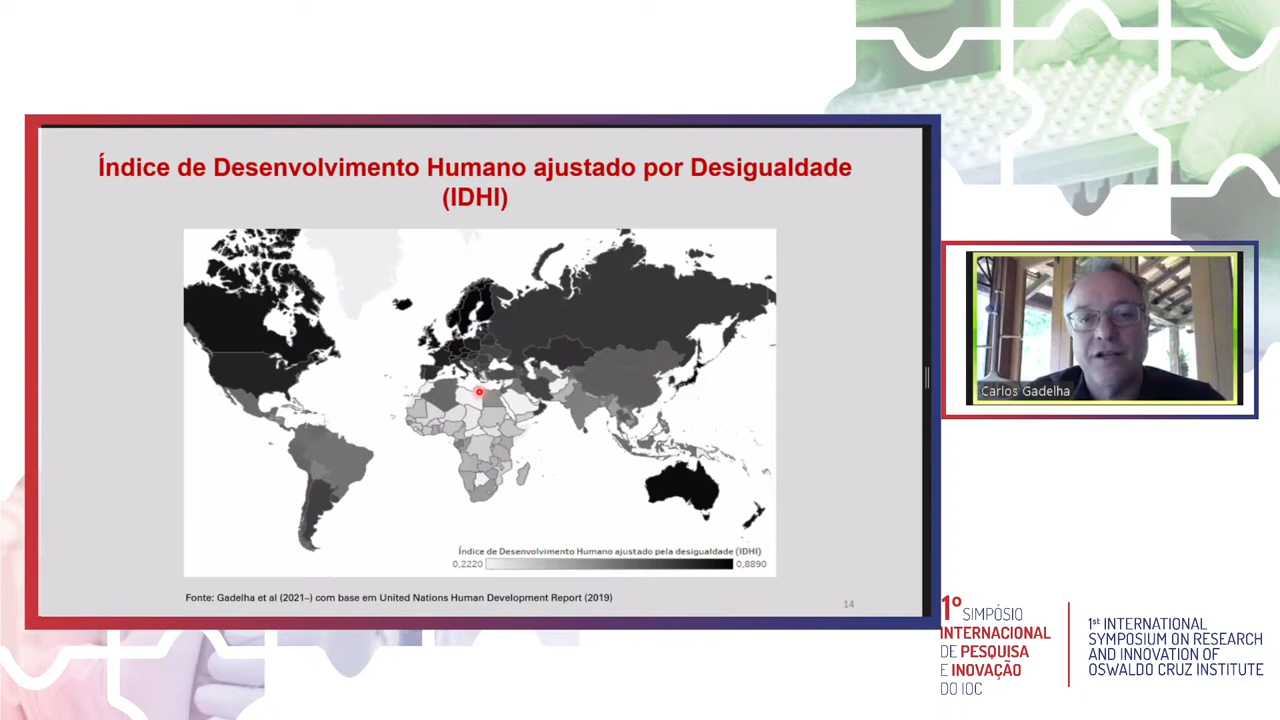 Índice de Desenvolvimento Humano ajustado por Desigualdade
(IDHI)
Índice de Desenvolvimento Humano ajustado pela desigualdade (IDHI)
0,2220
0,8890
Fonte: Gadelha et al (2021–) com base em United Nations Human Development Report (2019)
14
Carlos Gadelha
1º SIMPÓSIO
INTERNACIONAL
DE PESQUISA
E INOVAÇÃO
DO IOC
1st INTERNATIONAL
SYMPOSIUM ON RESEARCH
AND INNOVATION OF
OSWALDO CRUZ INSTITUTE